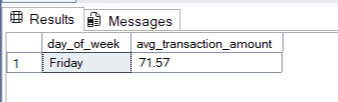 Results Messages
day_of_week avg_transaction_amount
1 Friday 71.57